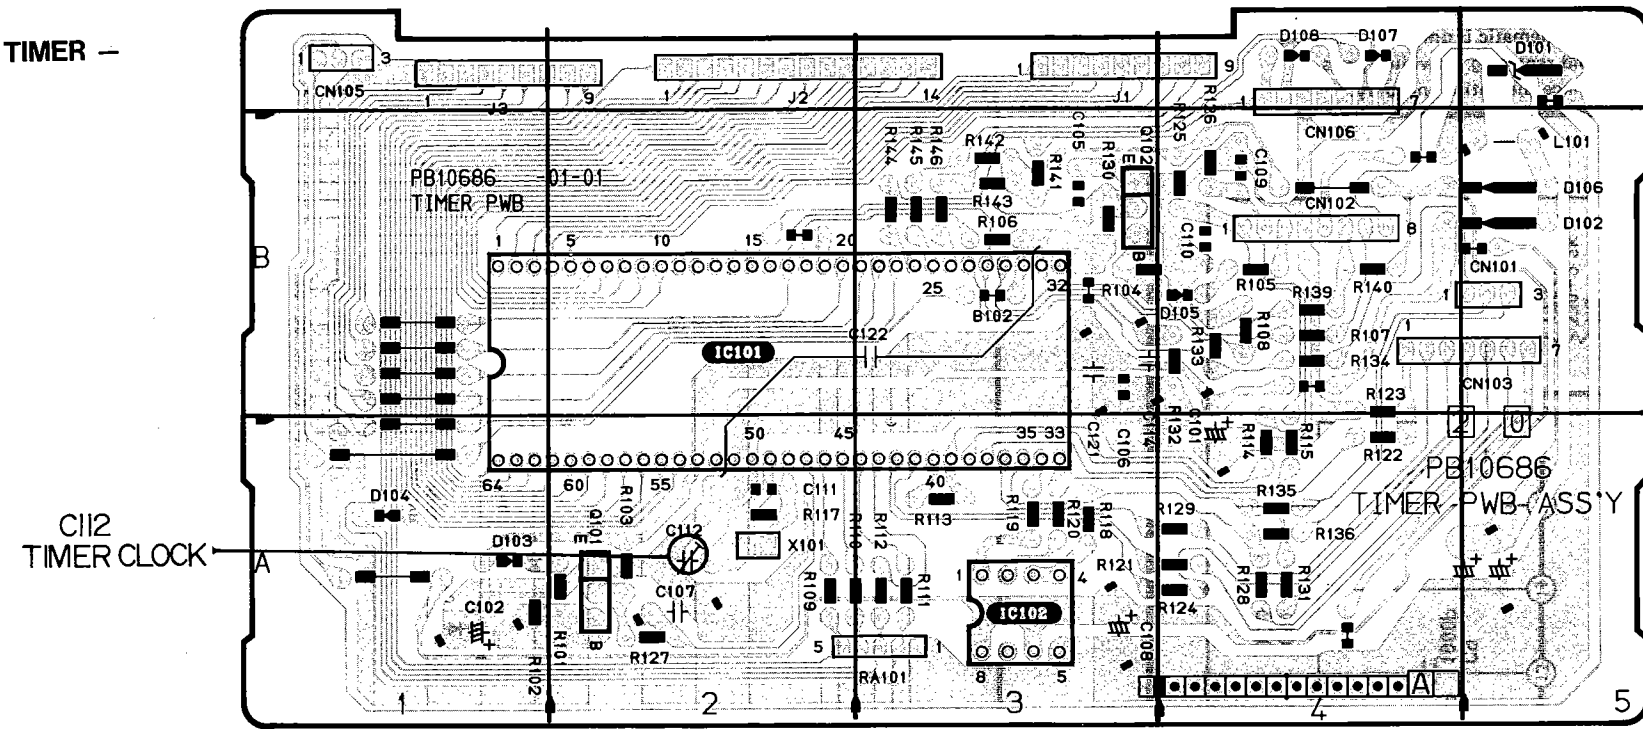 TIMER –
D108 D107
D101
1 3
CN105
1 J3 9
1 J2 14
1 J1 9
1 7
CN106
L101
R144
R145
R146
R142
R143
R141
R106
C105
R130
Q102
E
B
R125
R126
C109
C110
CN102
1 8
D106
D102
CN101
1 3
PB10686 -01-01
TIMER PWB
B
1 5 10 15 20
25 32
B102
R104
D105
R105
R140
R139
R108
R107
R133
R134
1 7
CN103
IC101
C122
R123
R122
R132
C101
R114
R115
C121
C106
C114
2 0
PB10686
TIMER PWB (ASS'Y
64 60 55 50 45 40 35 33
D104
R103
C111
R117
X101
R113
R119
R120
R118
R129
R135
R136
C112
TIMER CLOCK
A
D103
Q101
E
B
C112
C107
R110
R112
R109
R111
1 4
IC102
8 5
R121
R124
R128
R131
C102
R101
R102
R127
5 1
RA101
C108
A
1 2 3 4 5